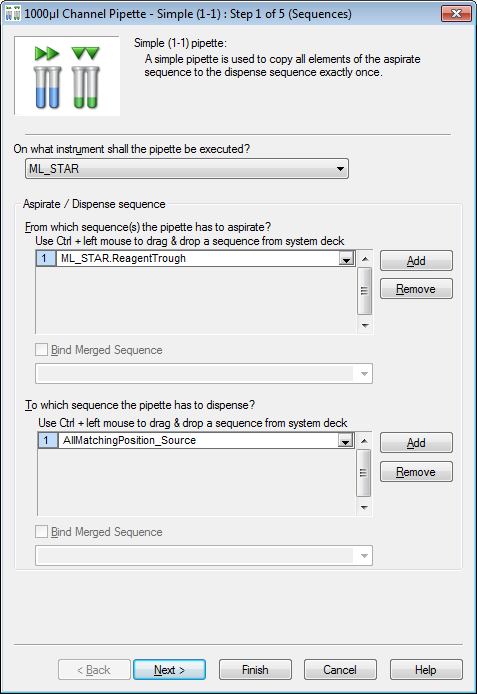 1000µl Channel Pipette - Simple (1-1) : Step 1 of 5 (Sequences)
Simple (1-1) pipette:
A simple pipette is used to copy all elements of the aspirate
sequence to the dispense sequence exactly once.
On what instrument shall the pipette be executed?
ML_STAR
Aspirate / Dispense sequence
From which sequence(s) the pipette has to aspirate?
Use Ctrl + left mouse to drag & drop a sequence from system deck
1 ML_STAR.ReagentTrough
Add
Remove
Bind Merged Sequence
To which sequence the pipette has to dispense?
Use Ctrl + left mouse to drag & drop a sequence from system deck
1 AllMatchingPosition_Source
Add
Remove
Bind Merged Sequence
< Back Next > Finish Cancel Help